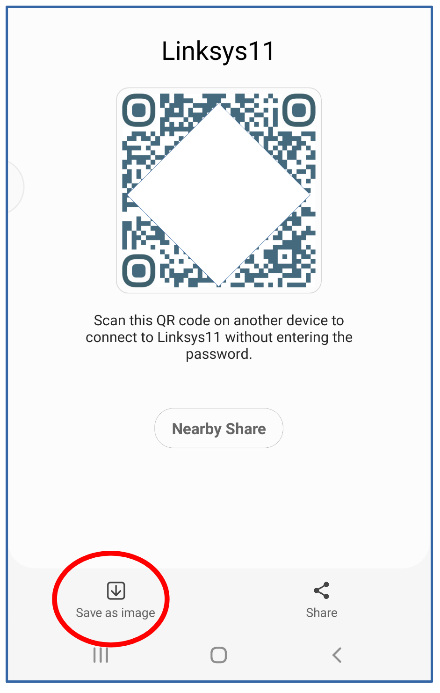 Linksys11
Scan this QR code on another device to
connect to Linksys11 without entering the
password.
Nearby Share
Save as image
Share